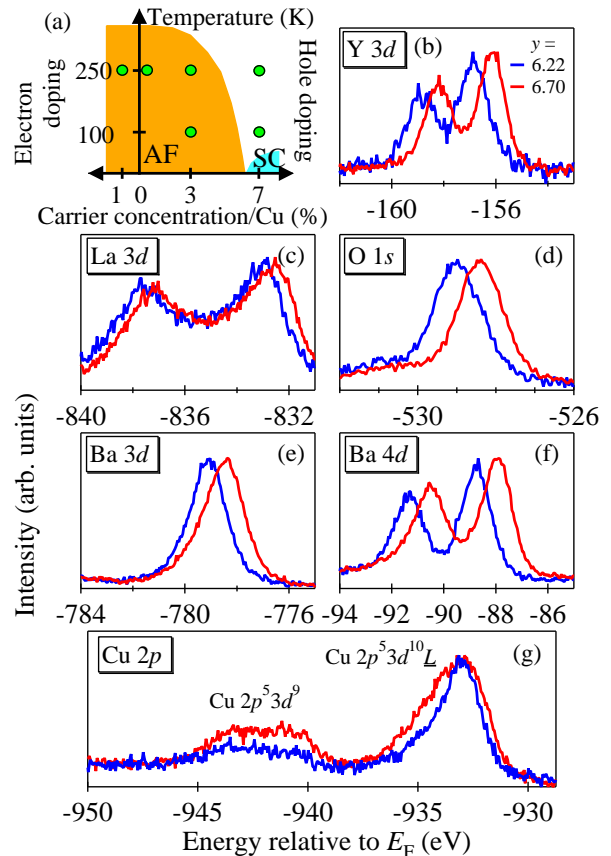 (a)
Temperature (K)
Electron doping
Hole doping
250
100
AF
SC
1 0 3 7
Carrier concentration/Cu (%)
Y 3d
(b)
y =
6.22
6.70
-160 -156
La 3d
(c)
-840 -836 -832
O 1s
(d)
-530 -526
Intensity (arb. units)
Ba 3d
(e)
-784 -780 -776
Ba 4d
(f)
-94 -92 -90 -88 -86
Cu 2p
Cu 2p⁵3d⁹
Cu 2p⁵3d¹⁰L
(g)
-950 -945 -940 -935 -930
Energy relative to E_F (eV)